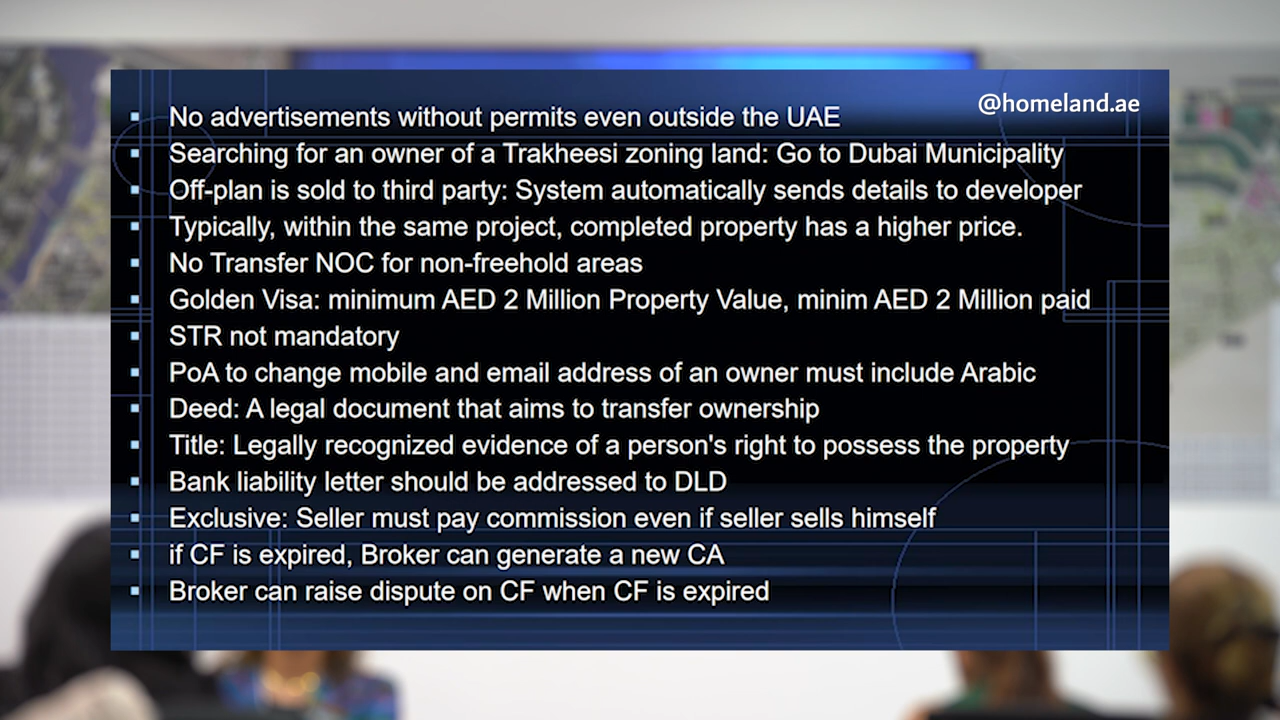 @homeland.ae
No advertisements without permits even outside the UAE
Searching for an owner of a Trakheesi zoning land: Go to Dubai Municipality
Off-plan is sold to third party: System automatically sends details to developer
Typically, within the same project, completed property has a higher price.
No Transfer NOC for non-freehold areas
Golden Visa: minimum AED 2 Million Property Value, minim AED 2 Million paid
STR not mandatory
PoA to change mobile and email address of an owner must include Arabic
Deed: A legal document that aims to transfer ownership
Title: Legally recognized evidence of a person's right to possess the property
Bank liability letter should be addressed to DLD
Exclusive: Seller must pay commission even if seller sells himself
if CF is expired, Broker can generate a new CA
Broker can raise dispute on CF when CF is expired